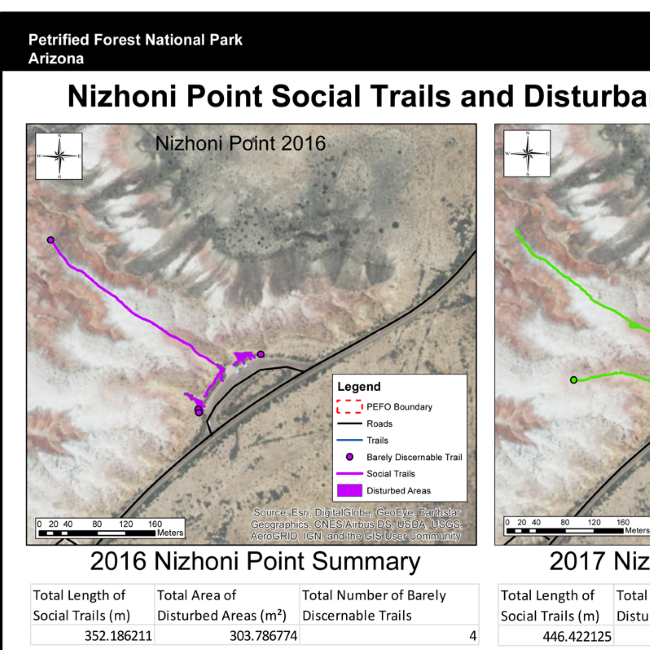 Petrified Forest National Park
Arizona
Nizhoni Point Social Trails and Disturba
Nizhoni Point 2016
N
W
E
S
Legend
PEFO Boundary
Roads
Trails
Barely Discernable Trail
Social Trails
Disturbed Areas
Source: Esri, DigitalGlobe, GeoEye, Earthstar
Geographics, CNES/Airbus DS, USDA, USGS,
AeroGRID, IGN, and the GIS User Community
0 20 40 80 120 160
Meters
N
W
E
S
0 20 40 80 120 160
Meters
2016 Nizhoni Point Summary
Total Length of Social Trails (m)
Total Area of Disturbed Areas (m²)
Total Number of Barely Discernable Trails
352.186211 303.786774 4
2017 Niz
Total Length of Social Trails (m)
Total Distu
446.422125